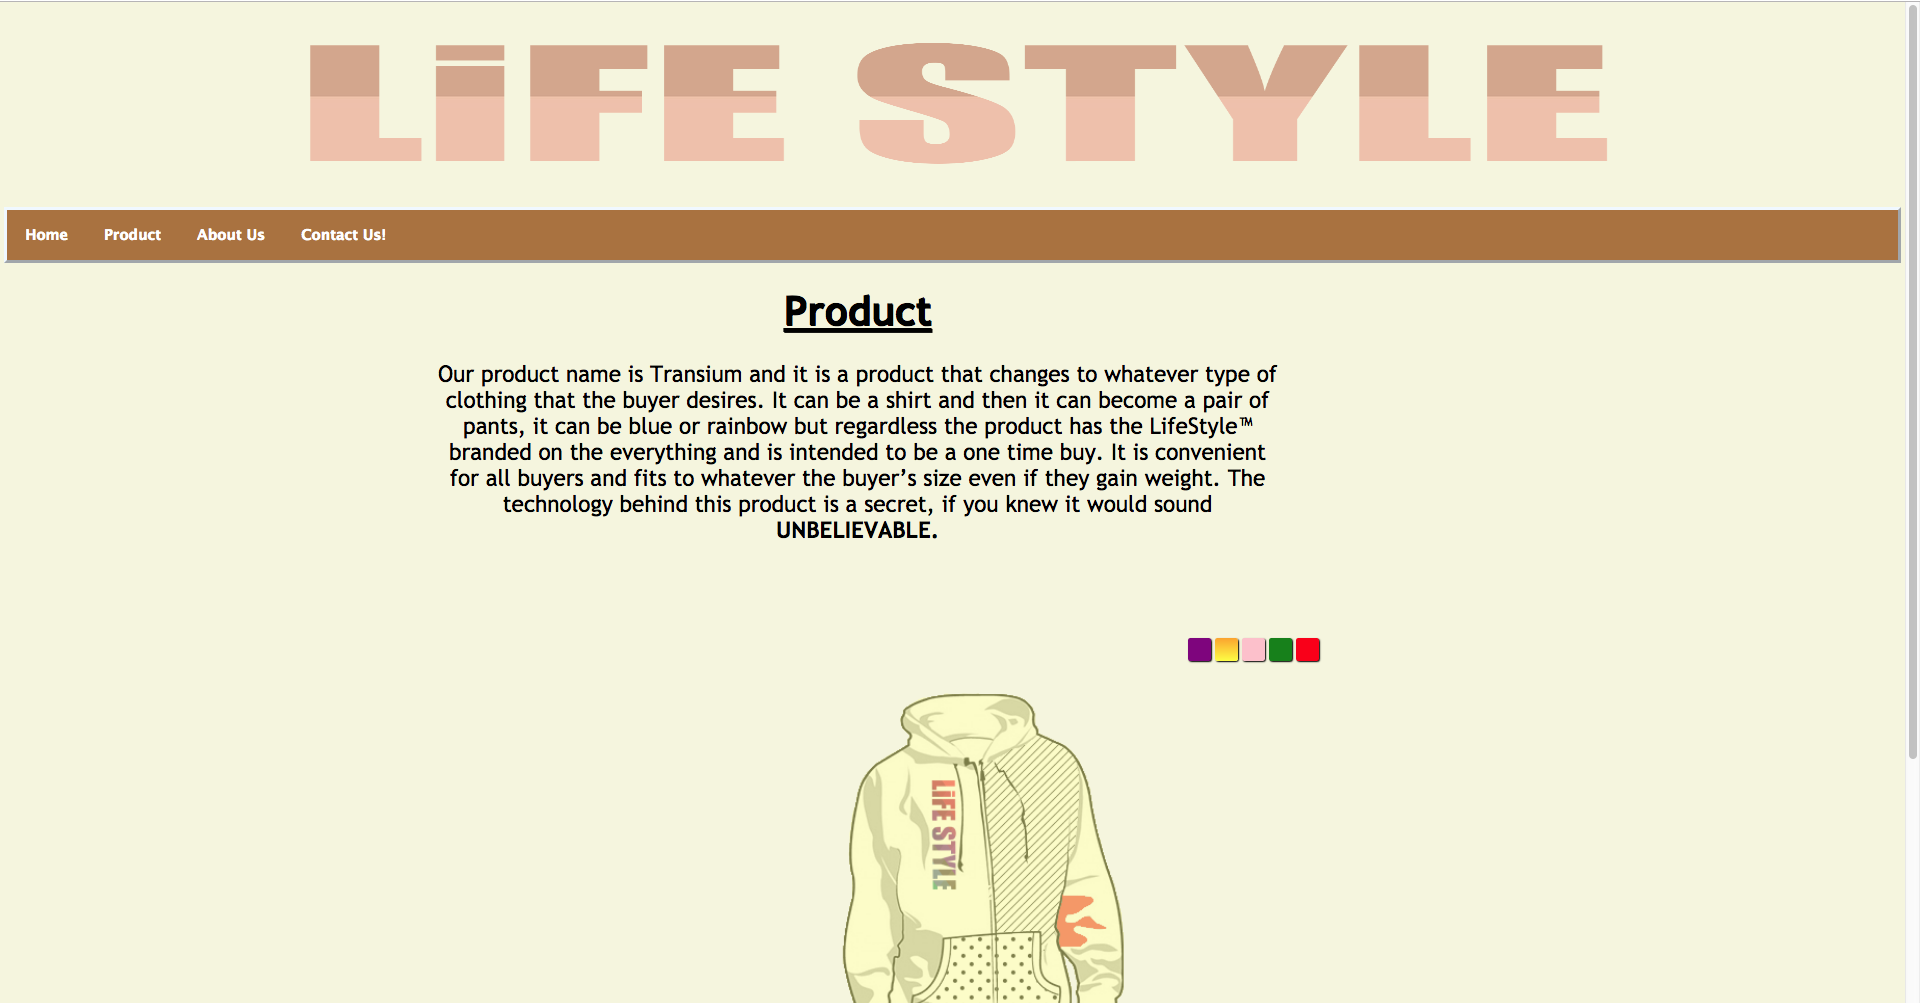 LiFE STYLE
Home Product About Us Contact Us!
Product
Our product name is Transium and it is a product that changes to whatever type of
clothing that the buyer desires. It can be a shirt and then it can become a pair of
pants, it can be blue or rainbow but regardless the product has the LifeStyle™
branded on the everything and is intended to be a one time buy. It is convenient
for all buyers and fits to whatever the buyer’s size even if they gain weight. The
technology behind this product is a secret, if you knew it would sound
UNBELIEVABLE.
LiFE STYLE